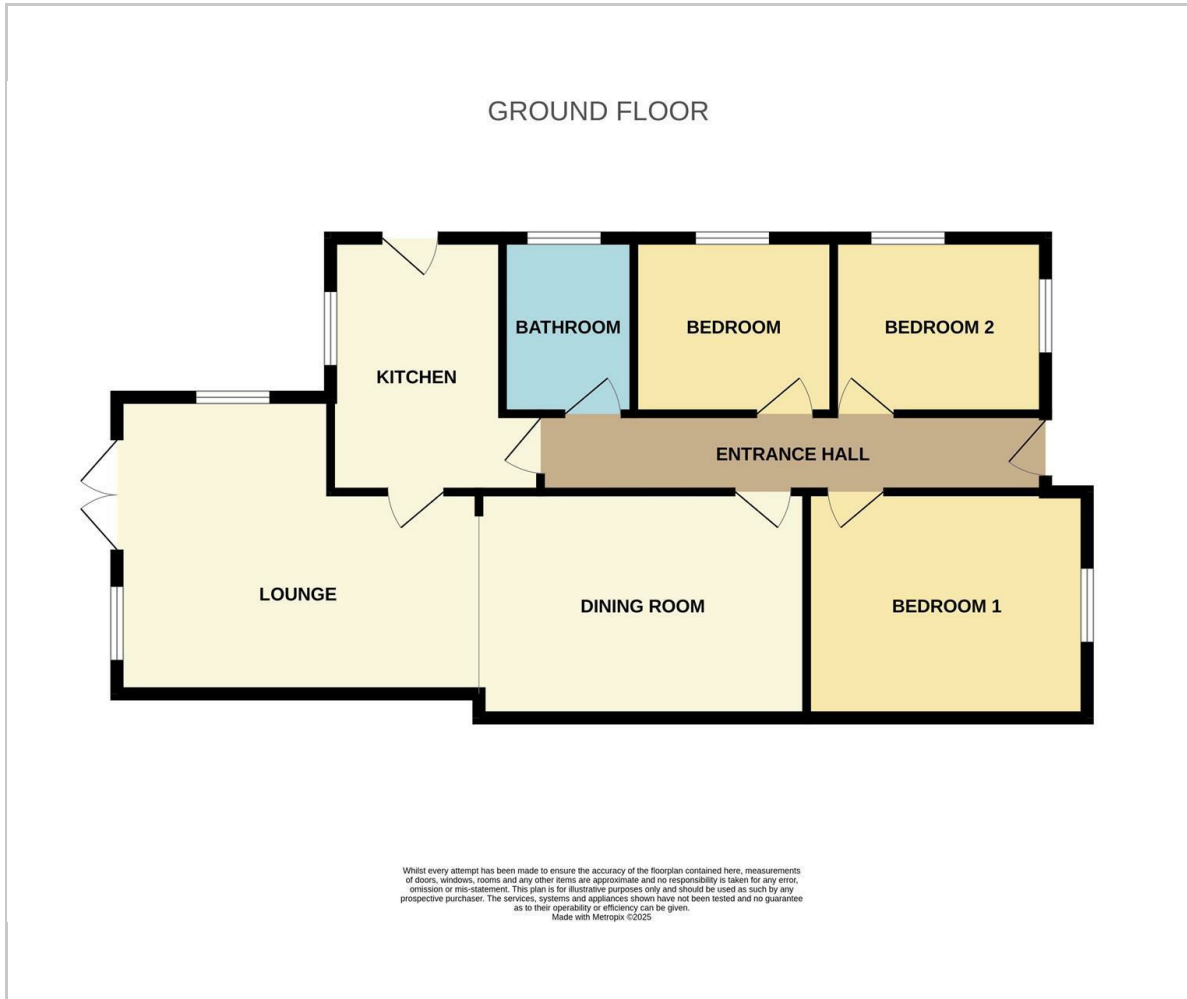 GROUND FLOOR
BATHROOM
BEDROOM
BEDROOM 2
KITCHEN
ENTRANCE HALL
LOUNGE
DINING ROOM
BEDROOM 1
Whilst every attempt has been made to ensure the accuracy of the floorplan contained here, measurements
of doors, windows, rooms and any other items are approximate and no responsibility is taken for any error,
omission or mis-statement. This plan is for illustrative purposes only and should be used as such by any
prospective purchaser. The services, systems and appliances shown have not been tested and no guarantee
as to their operability or efficiency can be given.
Made with Metropix ©2025